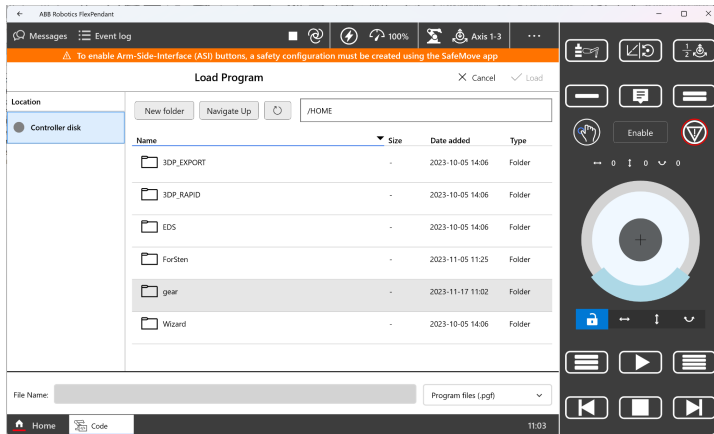 ABB Robotics FlexPendant
Messages Event log 100% Axis 1-3 ...
To enable Arm-Side-Interface (ASI) buttons, a safety configuration must be created using the SafeMove app
Load Program Cancel Load
Location
Controller disk
New folder Navigate Up /HOME
Name Size Date added Type
3DP_EXPORT - 2023-10-05 14:06 Folder
3DP_RAPID - 2023-10-05 14:06 Folder
EDS - 2023-10-05 14:06 Folder
ForSten - 2023-11-05 11:25 Folder
gear - 2023-11-17 11:02 Folder
Wizard - 2023-10-05 14:06 Folder
File Name: Program files (.pgf)
Home Code 11:03
Enable
0 0 0